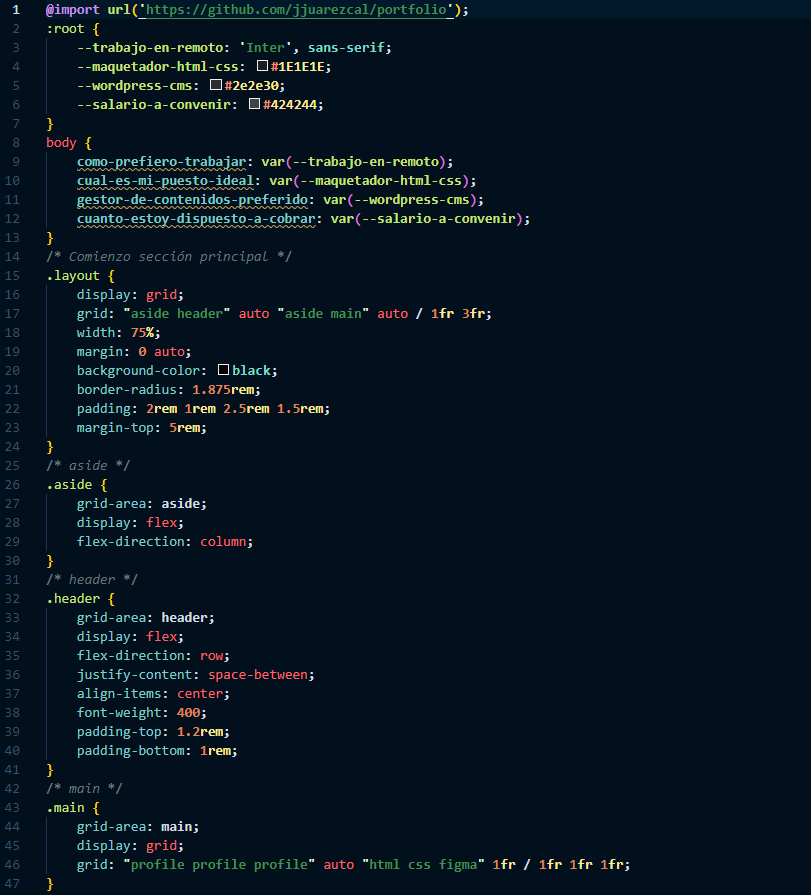 1 @import url('https://github.com/jjuarezcal/portfolio');
2 :root {
3 --trabajo-en-remoto: 'Inter', sans-serif;
4 --maquetador-html-css: #1E1E1E;
5 --wordpress-cms: #2e2e30;
6 --salario-a-convenir: #424244;
7 }
8 body {
9 como-prefiero-trabajar: var(--trabajo-en-remoto);
10 cual-es-mi-puesto-ideal: var(--maquetador-html-css);
11 gestor-de-contenidos-preferido: var(--wordpress-cms);
12 cuanto-estoy-dispuesto-a-cobrar: var(--salario-a-convenir);
13 }
14 /* Comienzo sección principal */
15 .layout {
16 display: grid;
17 grid: "aside header" auto "aside main" auto / 1fr 3fr;
18 width: 75%;
19 margin: 0 auto;
20 background-color: black;
21 border-radius: 1.875rem;
22 padding: 2rem 1rem 2.5rem 1.5rem;
23 margin-top: 5rem;
24 }
25 /* aside */
26 .aside {
27 grid-area: aside;
28 display: flex;
29 flex-direction: column;
30 }
31 /* header */
32 .header {
33 grid-area: header;
34 display: flex;
35 flex-direction: row;
36 justify-content: space-between;
37 align-items: center;
38 font-weight: 400;
39 padding-top: 1.2rem;
40 padding-bottom: 1rem;
41 }
42 /* main */
43 .main {
44 grid-area: main;
45 display: grid;
46 grid: "profile profile profile" auto "html css figma" 1fr / 1fr 1fr 1fr;
47 }